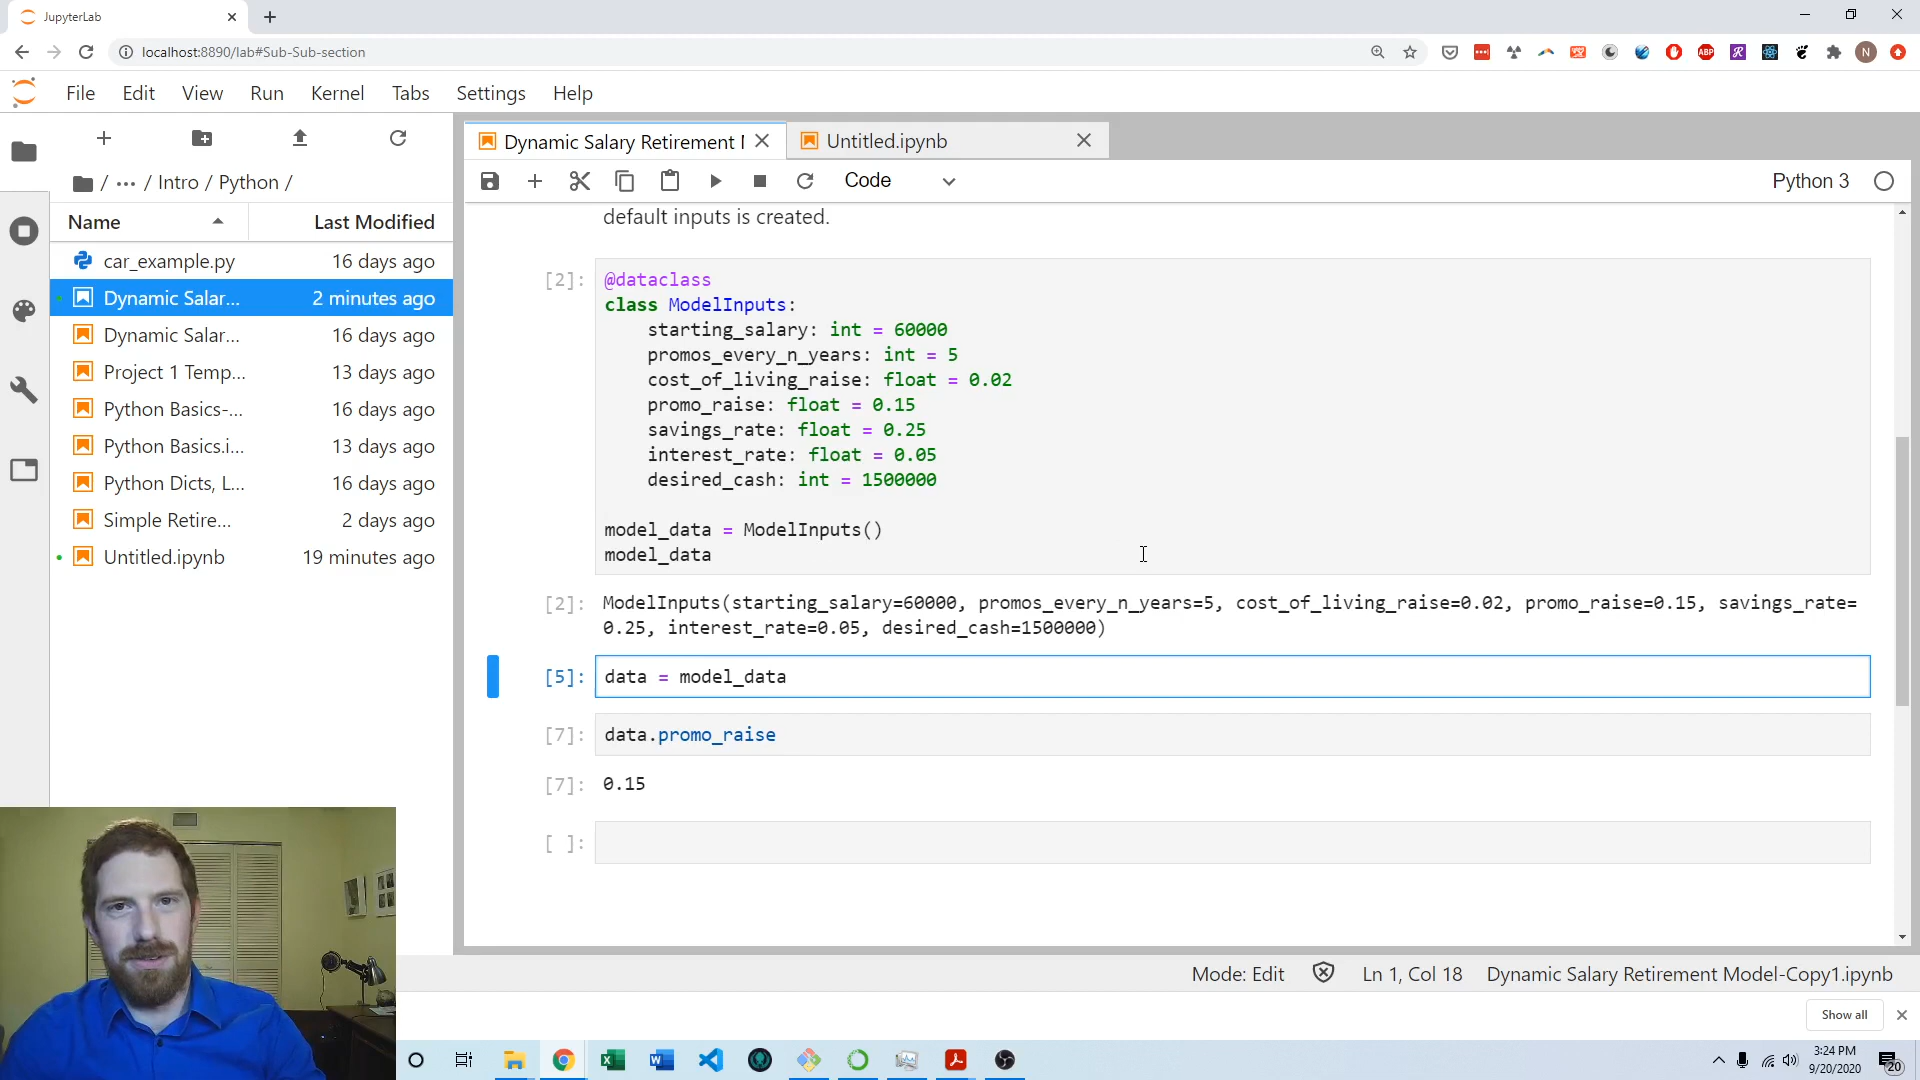 JupyterLab
localhost:8890/lab#Sub-Sub-section
ABP
N
File Edit View Run Kernel Tabs Settings Help
/ ··· / Intro / Python /
Name Last Modified
car_example.py 16 days ago
Dynamic Salar... 2 minutes ago
Dynamic Salar... 16 days ago
Project 1 Temp... 13 days ago
Python Basics-... 16 days ago
Python Basics.i... 13 days ago
Python Dicts, L... 16 days ago
Simple Retire... 2 days ago
Untitled.ipynb 19 minutes ago
Dynamic Salary Retirement
Untitled.ipynb
Code
Python 3
default inputs is created.
[2]: @dataclass
class ModelInputs:
starting_salary: int = 60000
promos_every_n_years: int = 5
cost_of_living_raise: float = 0.02
promo_raise: float = 0.15
savings_rate: float = 0.25
interest_rate: float = 0.05
desired_cash: int = 1500000
model_data = ModelInputs()
model_data
[2]: ModelInputs(starting_salary=60000, promos_every_n_years=5, cost_of_living_raise=0.02, promo_raise=0.15, savings_rate=
0.25, interest_rate=0.05, desired_cash=1500000)
[5]: data = model_data
[7]: data.promo_raise
[7]: 0.15
[ ]:
Mode: Edit Ln 1, Col 18 Dynamic Salary Retirement Model-Copy1.ipynb
Show all
3:24 PM
9/20/2020
20